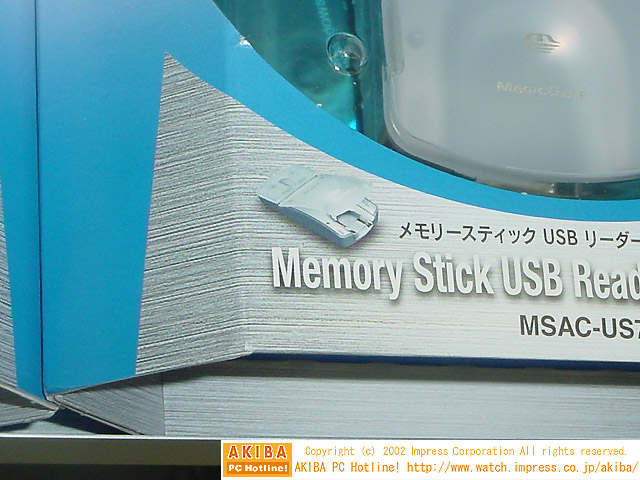 MAGICGATE
メモリースティック USB リーダー
Memory Stick USB Read
MSAC-US7
AKIBA
PC Hotline!
Copyright (c) 2002 Impress Corporation All rights reserved.
AKIBA PC Hotline! http://www.watch.impress.co.jp/akiba/